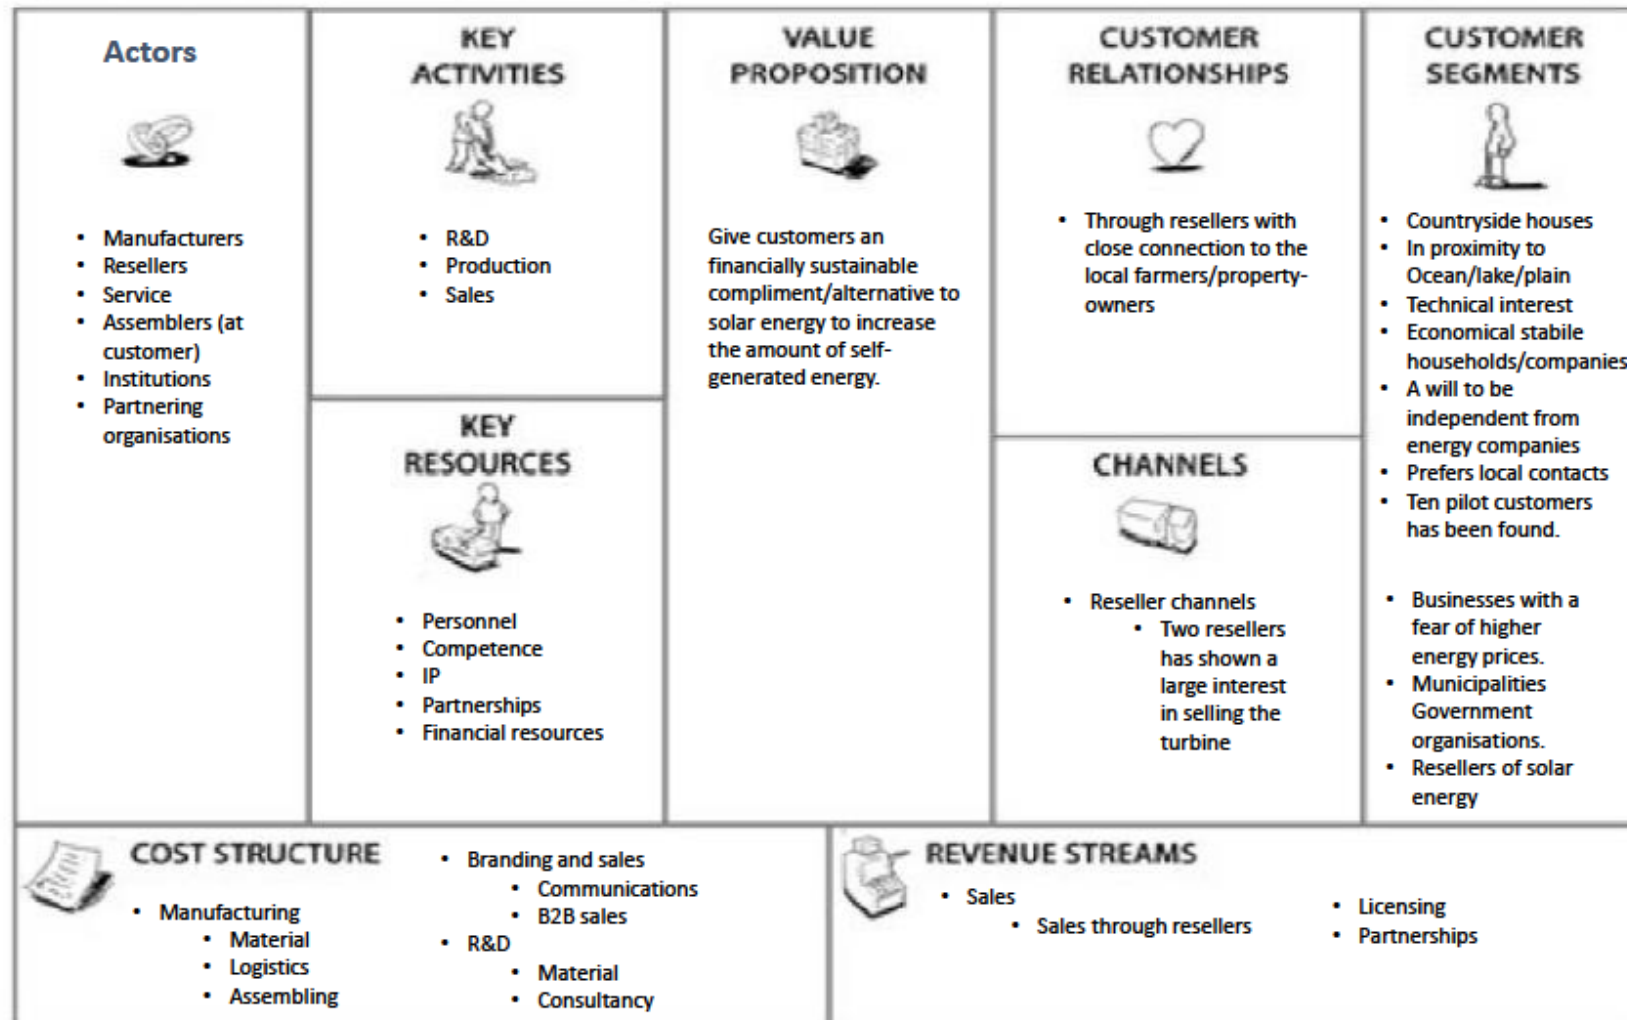 Actors
• Manufacturers
• Resellers
• Service
• Assemblers (at
customer)
• Institutions
• Partnering
organisations
KEY
ACTIVITIES
• R&D
• Production
• Sales
KEY
RESOURCES
• Personnel
• Competence
• IP
• Partnerships
• Financial resources
VALUE
PROPOSITION
Give customers an
financially sustainable
compliment/alternative to
solar energy to increase
the amount of self-
generated energy.
CUSTOMER
RELATIONSHIPS
• Through resellers with
close connection to the
local farmers/property-
owners
CHANNELS
• Reseller channels
• Two resellers
has shown a
large interest
in selling the
turbine
CUSTOMER
SEGMENTS
• Countryside houses
• In proximity to
Ocean/lake/plain
• Technical interest
• Economical stabile
households/companies
• A will to be
independent from
energy companies
• Prefers local contacts
• Ten pilot customers
has been found.
• Businesses with a
fear of higher
energy prices.
• Municipalities
Government
organisations.
• Resellers of solar
energy
COST STRUCTURE
• Manufacturing
• Material
• Logistics
• Assembling
• Branding and sales
• Communications
• B2B sales
• R&D
• Material
• Consultancy
REVENUE STREAMS
• Sales
• Sales through resellers
• Licensing
• Partnerships